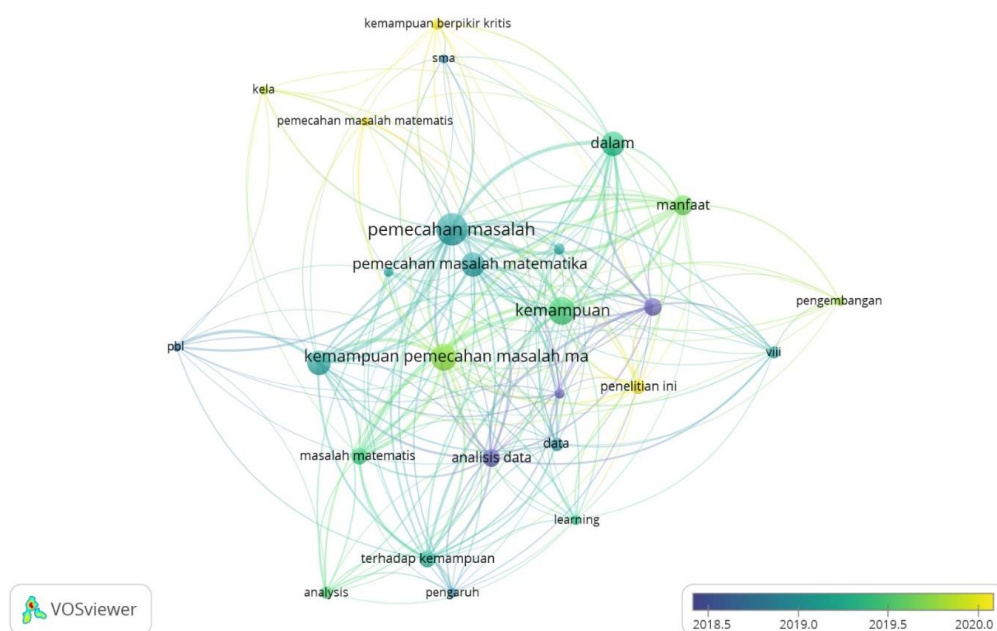 kemampuan berpikir kritis
sma
kela
pemecahan masalah matematis
dalam
manfaat
pemecahan masalah
pemecahan masalah matematika
pengembangan
kemampuan
pbl
viii
kemampuan pemecahan masalah ma
penelitian ini
data
masalah matematis
analisis data
learning
terhadap kemampuan
analysis
pengaruh
VOSviewer
2018.5 2019.0 2019.5 2020.0